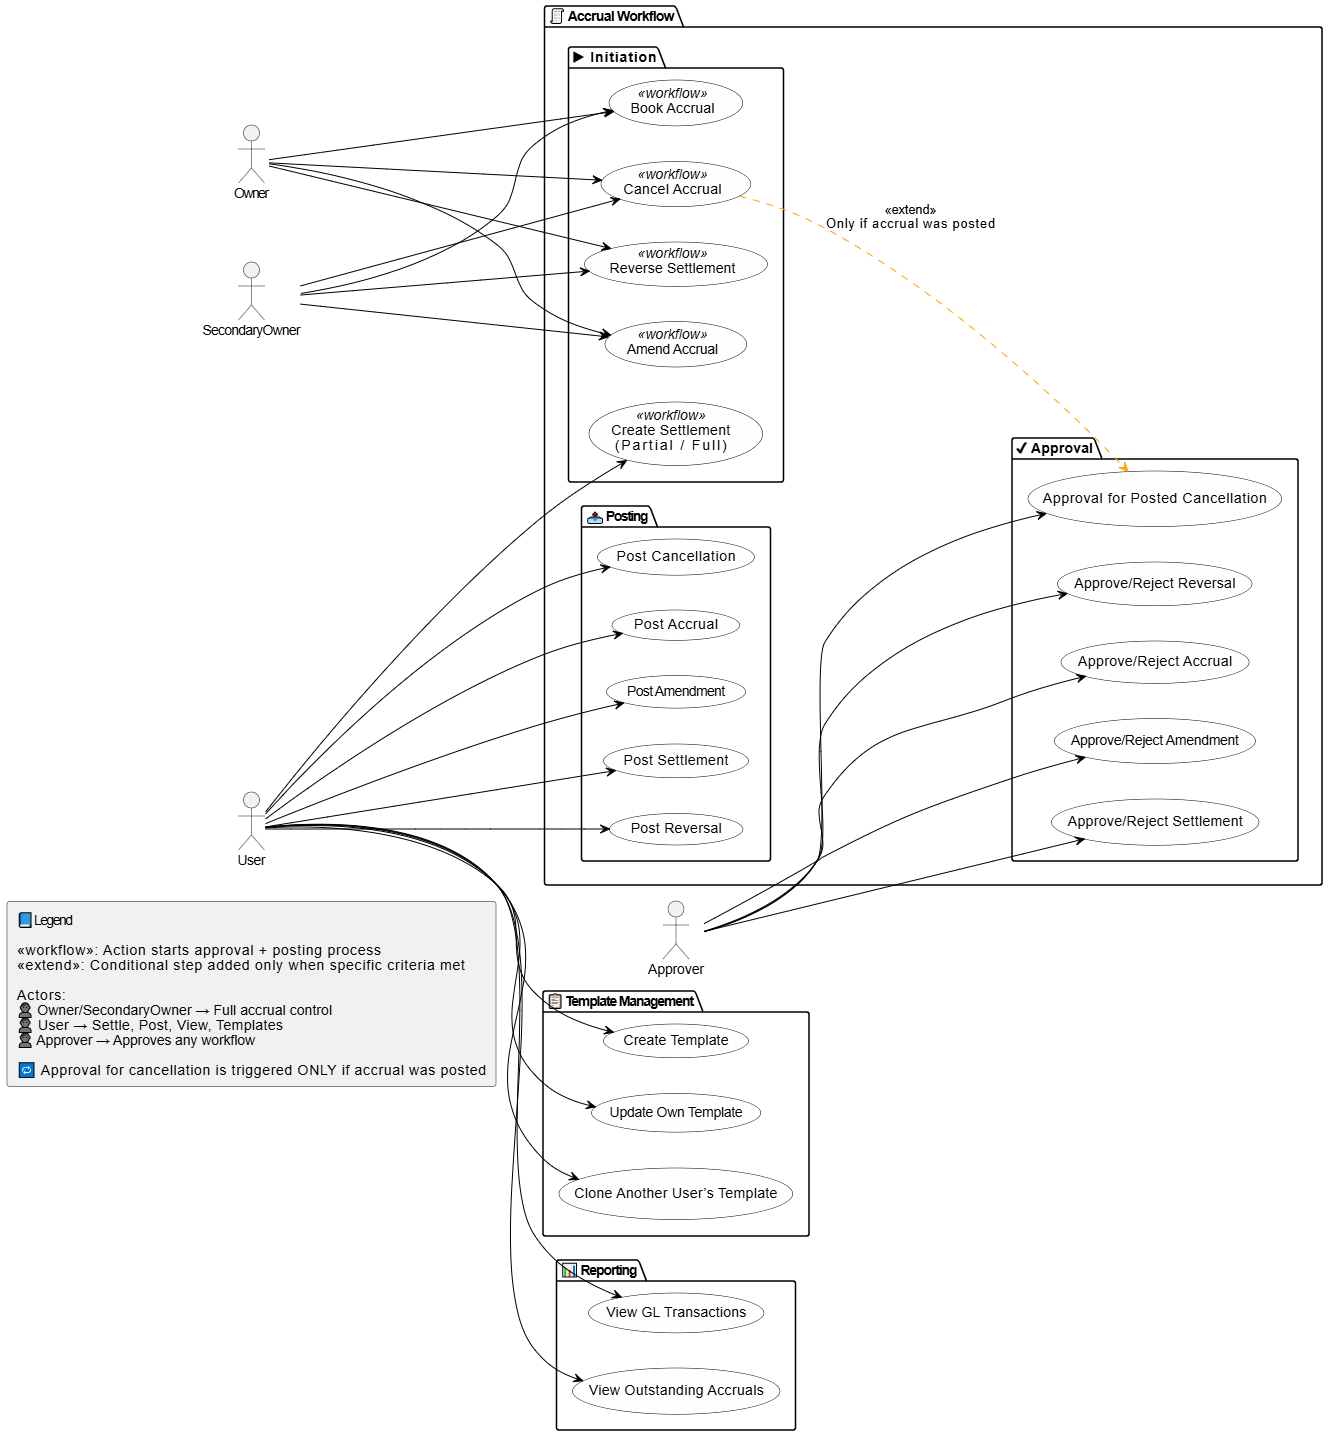 Accrual Workflow
Initiation
«workflow»
Book Accrual
«workflow»
Cancel Accrual
«workflow»
Reverse Settlement
«workflow»
Amend Accrual
«workflow»
Create Settlement
(Partial / Full)
Owner
SecondaryOwner
«extend»
Only if accrual was posted
Approval
Approval for Posted Cancellation
Approve/Reject Reversal
Approve/Reject Accrual
Approve/Reject Amendment
Approve/Reject Settlement
Posting
Post Cancellation
Post Accrual
Post Amendment
Post Settlement
Post Reversal
User
Approver
Legend
«workflow»: Action starts approval + posting process
«extend»: Conditional step added only when specific criteria met
Actors:
Owner/SecondaryOwner → Full accrual control
User → Settle, Post, View, Templates
Approver → Approves any workflow
Approval for cancellation is triggered ONLY if accrual was posted
Template Management
Create Template
Update Own Template
Clone Another User’s Template
Reporting
View GL Transactions
View Outstanding Accruals